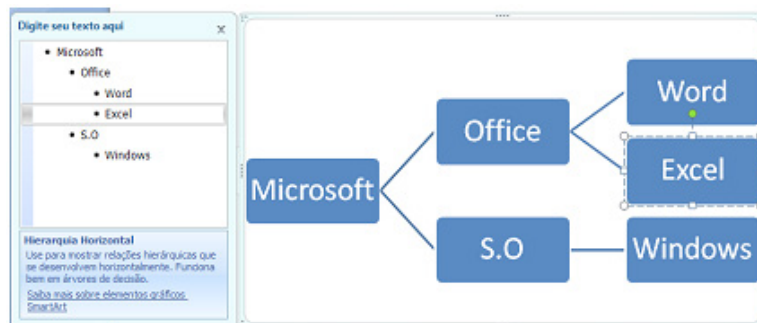 Digite seu texto aqui
Microsoft
Office
Word
Excel
S.O
Windows
Hierarquia Horizontal
Use para mostrar relações hierárquicas que
se desenvolvem horizontalmente. Funciona
bem em árvores de decisão.
Saiba mais sobre elementos gráficos
SmartArt
Microsoft
Office
Word
Excel
S.O
Windows